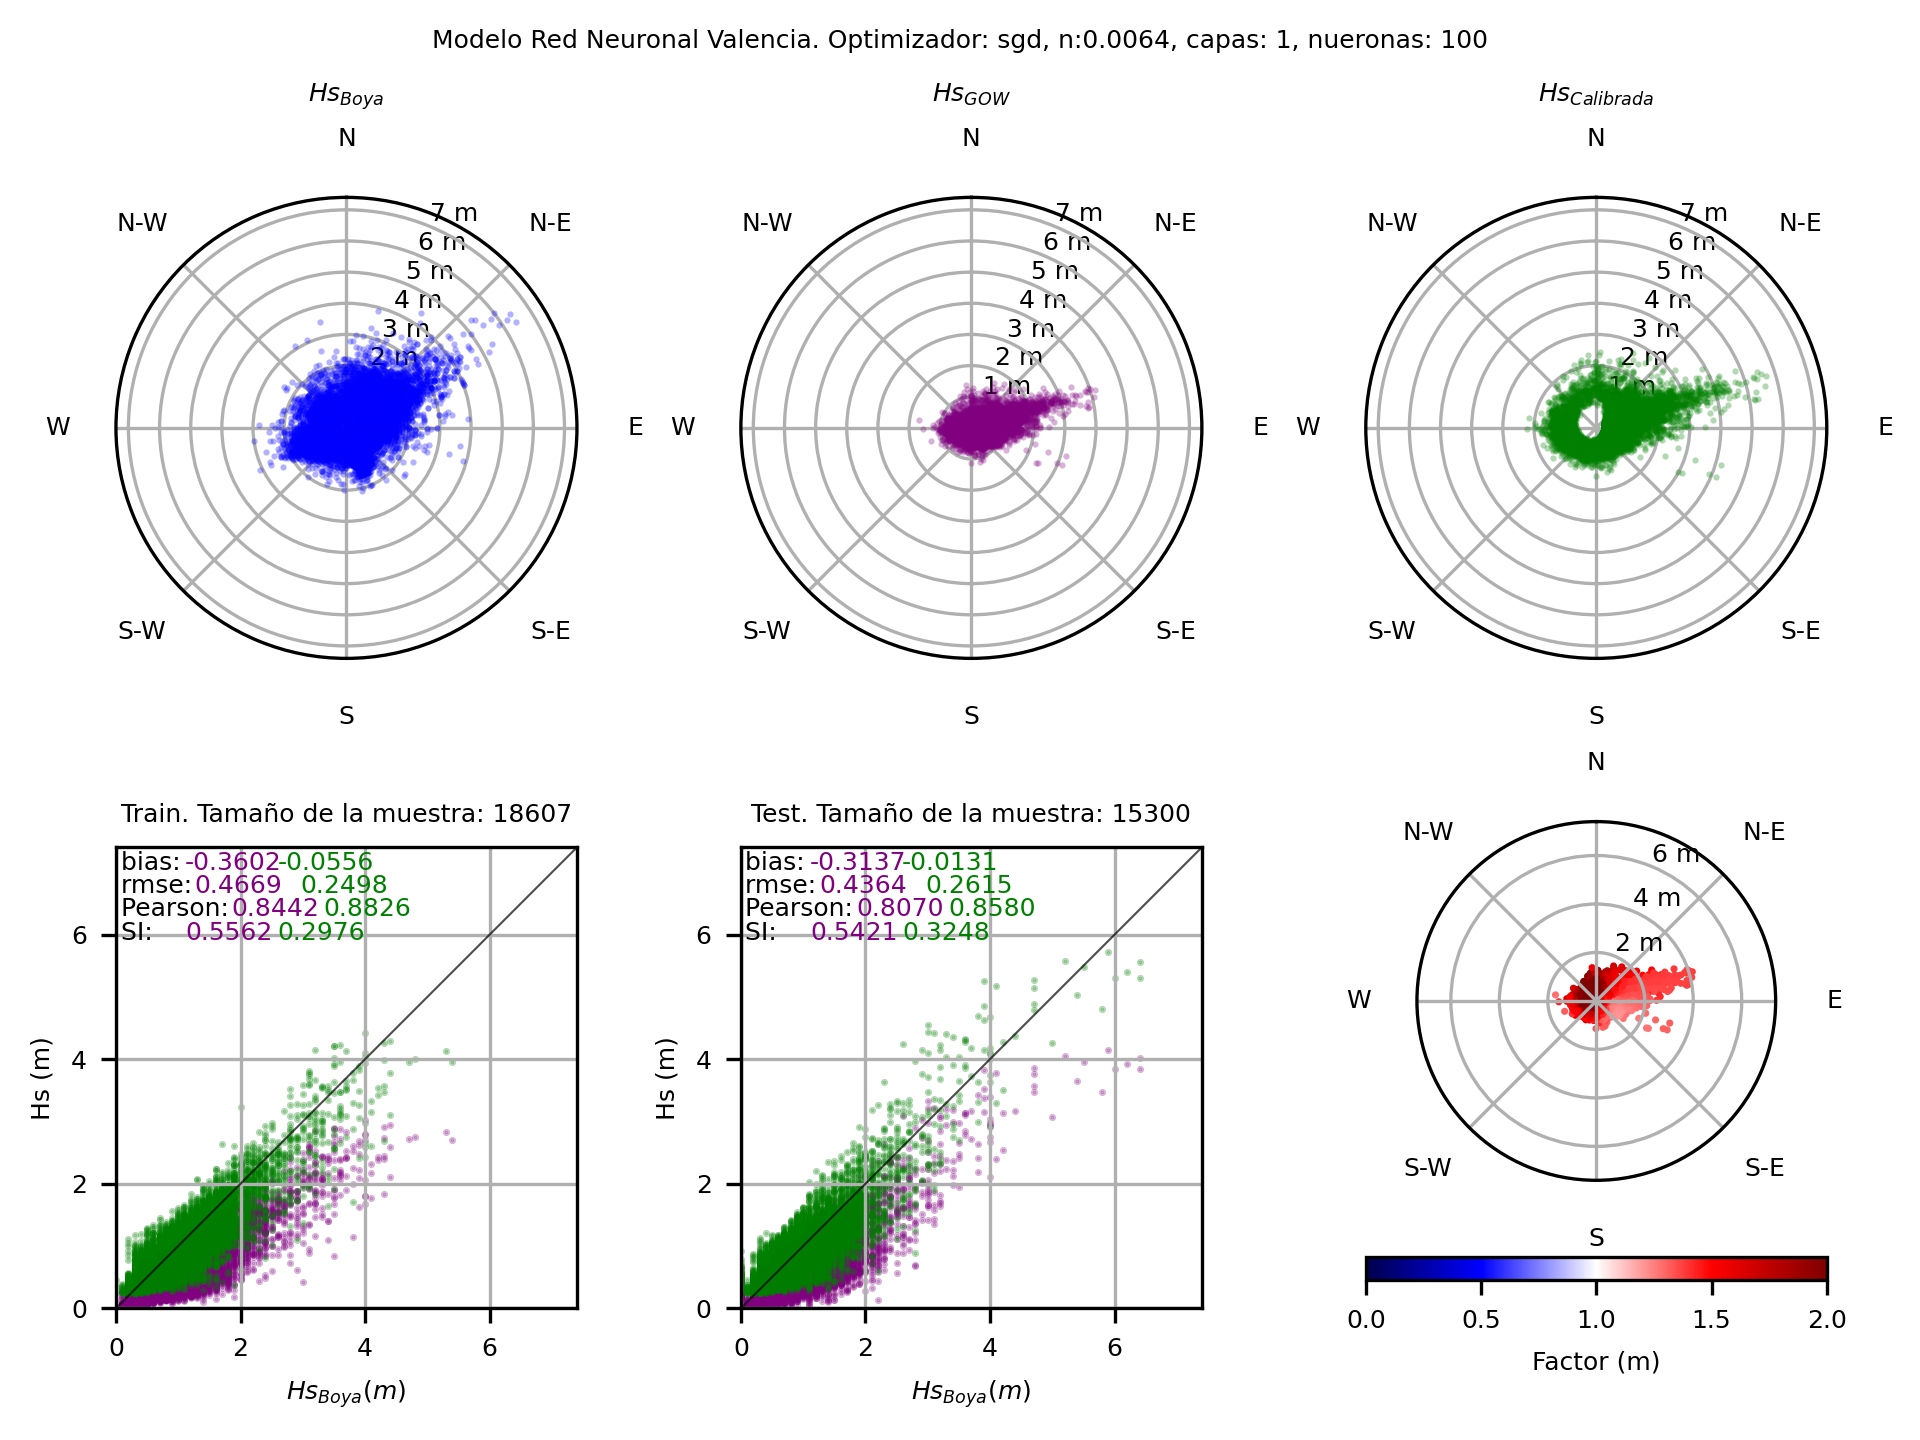 Modelo Red Neuronal Valencia. Optimizador: sgd, n:0.0064, capas: 1, nueronas: 100
Hs_Boya
N
N-W
N-E
W
E
S-W
S-E
S
7 m
6 m
5 m
4 m
3 m
2 m
Hs_GOW
N
N-W
N-E
W
E
S-W
S-E
S
7 m
6 m
5 m
4 m
3 m
2 m
1 m
Hs_Calibrada
N
N-W
N-E
W
E
S-W
S-E
S
7 m
6 m
5 m
4 m
3 m
2 m
1 m
Train. Tamaño de la muestra: 18607
bias: -0.3602 -0.0556
rmse: 0.4669 0.2498
Pearson: 0.8442 0.8826
SI: 0.5562 0.2976
Hs (m)
6
4
2
0
0 2 4 6
Hs_Boya(m)
Test. Tamaño de la muestra: 15300
bias: -0.3137 -0.0131
rmse: 0.4364 0.2615
Pearson: 0.8070 0.8580
SI: 0.5421 0.3248
Hs (m)
6
4
2
0
0 2 4 6
Hs_Boya(m)
N
N-W
N-E
W
E
S-W
S-E
S
6 m
4 m
2 m
0.0 0.5 1.0 1.5 2.0
Factor (m)